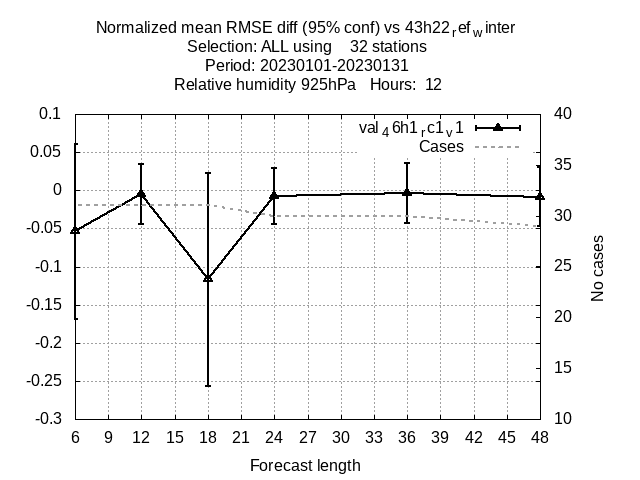 Normalized mean RMSE diff (95% conf) vs 43h22refwinter
Selection: ALL using 32 stations
Period: 20230101-20230131
Relative humidity 925hPa Hours: 12
val46h1rc1v1
Cases
0.1
0.05
0
-0.05
-0.1
-0.15
-0.2
-0.25
-0.3
40
35
30
25
20
15
10
No cases
6 9 12 15 18 21 24 27 30 33 36 39 42 45 48
Forecast length